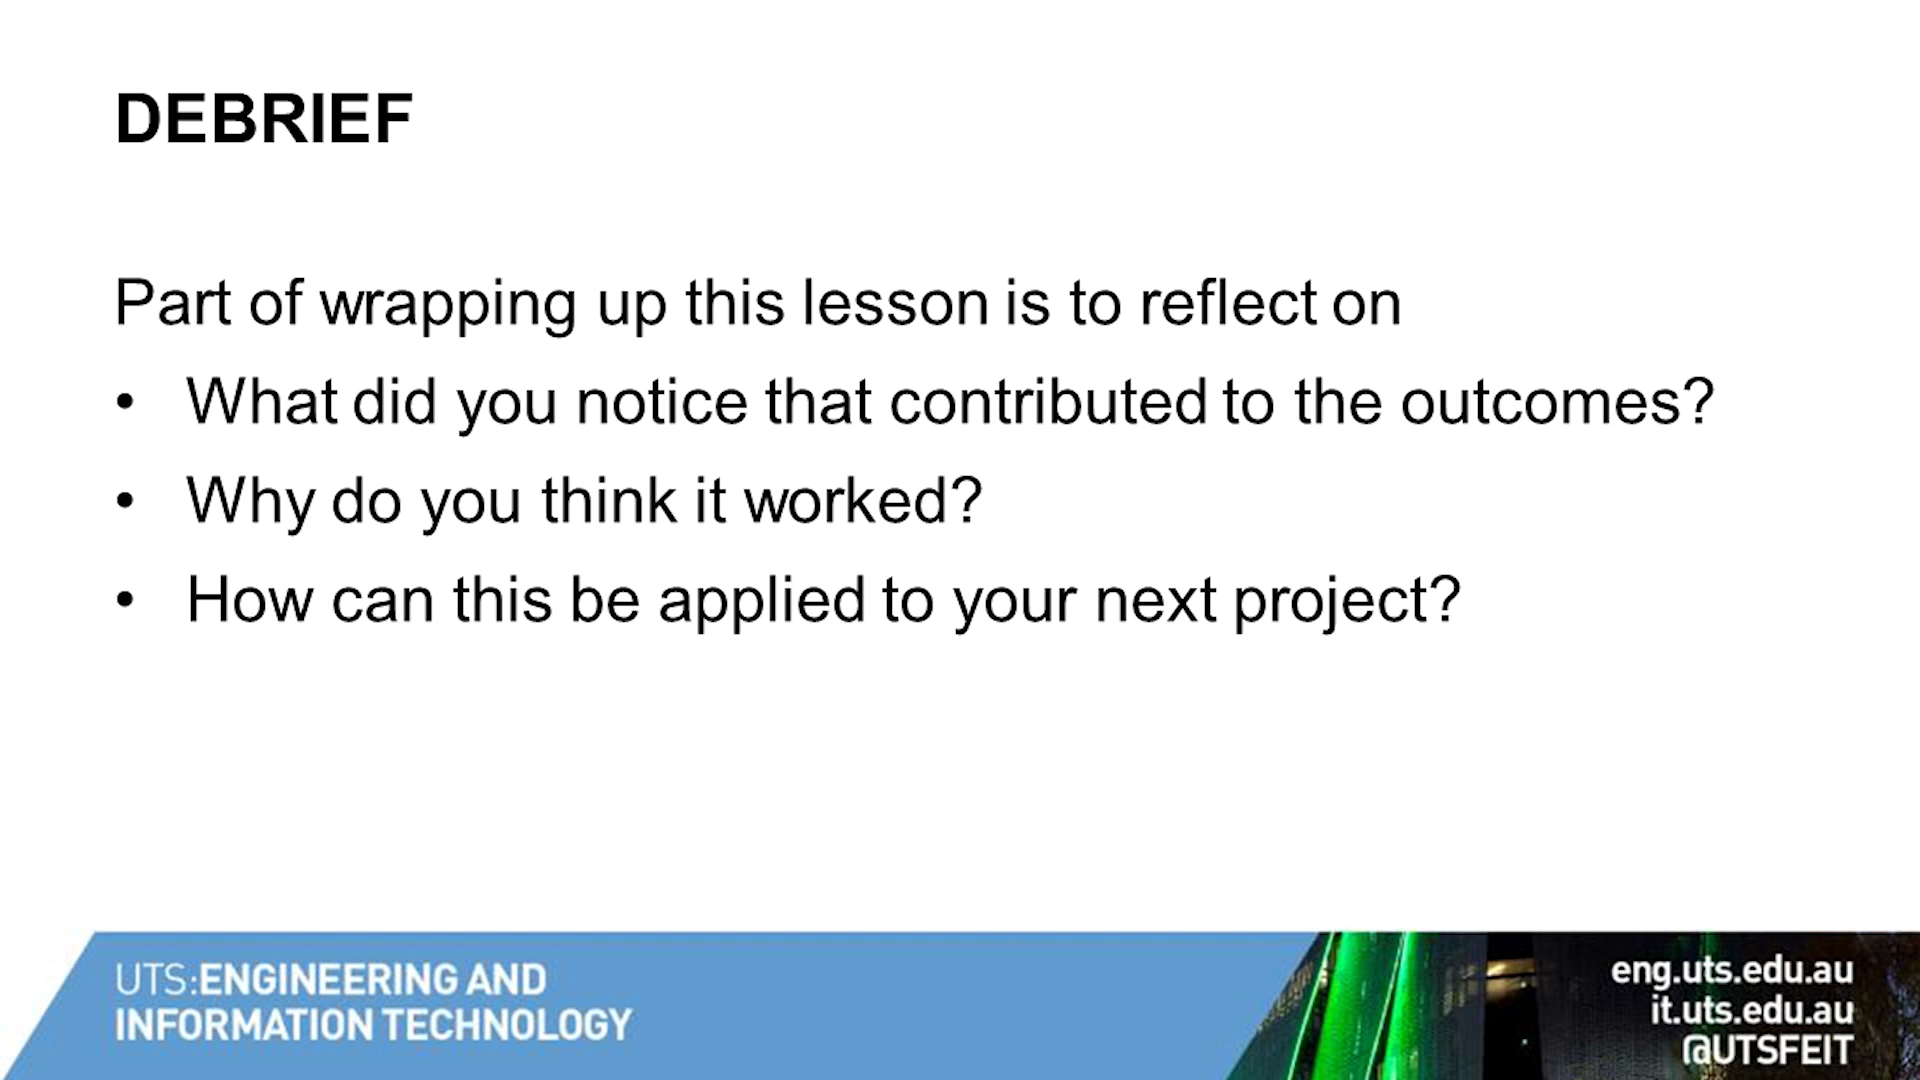 DEBRIEF
Part of wrapping up this lesson is to reflect on
• What did you notice that contributed to the outcomes?
• Why do you think it worked?
• How can this be applied to your next project?
UTS:ENGINEERING AND
INFORMATION TECHNOLOGY
eng.uts.edu.au
it.uts.edu.au
@UTSFEIT